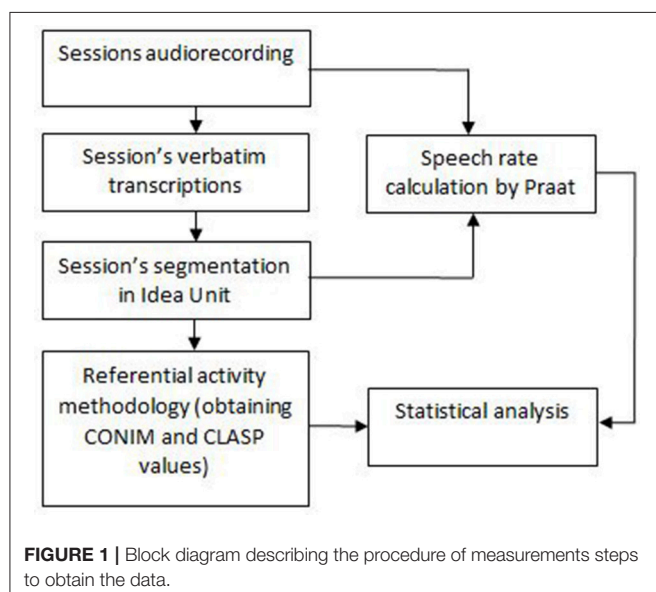 Sessions audiorecording
Session's verbatim
transcriptions
Speech rate
calculation by Praat
Session's segmentation
in Idea Unit
Referential activity
methodology (obtaining
CONIM and CLASP
values)
Statistical analysis
FIGURE 1 | Block diagram describing the procedure of measurements steps
to obtain the data.